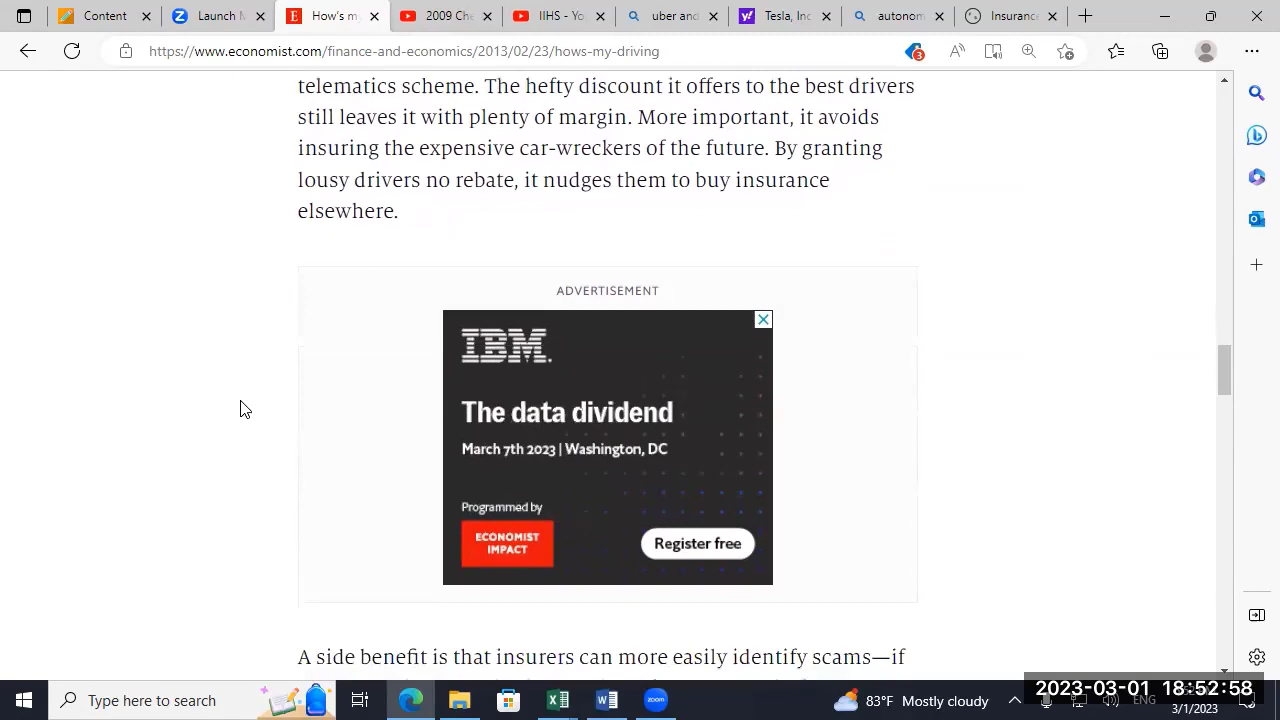 Content
Launch M
How's my
2009 Che
IIHS - Yo
uber and
Tesla, Inc
autonom
insurance
https://www.economist.com/finance-and-economics/2013/02/23/hows-my-driving
3
telematics scheme. The hefty discount it offers to the best drivers
still leaves it with plenty of margin. More important, it avoids
insuring the expensive car-wreckers of the future. By granting
lousy drivers no rebate, it nudges them to buy insurance
elsewhere.
ADVERTISEMENT
IBM.
The data dividend
March 7th 2023 | Washington, DC
Programmed by
ECONOMIST
IMPACT
Register free
A side benefit is that insurers can more easily identify scams—if
Type here to search
zoom
83°F Mostly cloudy
ENG
2023-03-01 18:52:58
3/1/2023